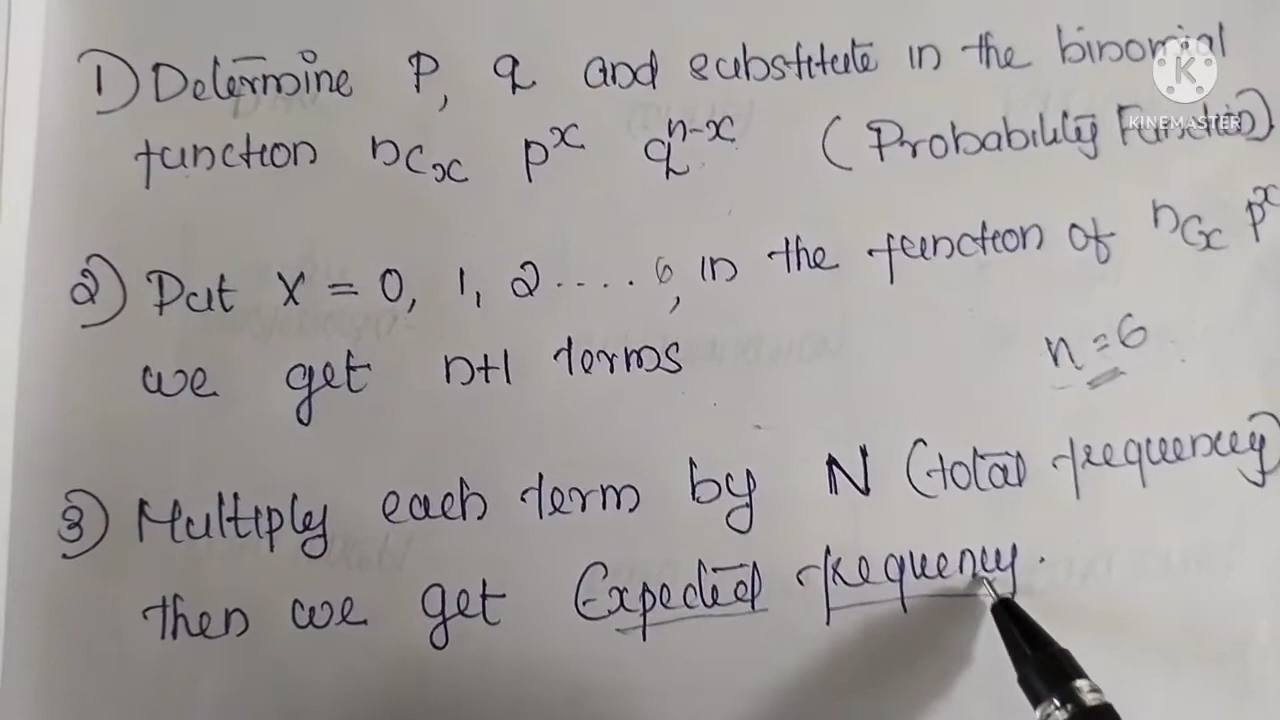 1) Determine P, q and substitute in the binomial
function nCx p^x q^n-x (Probability Function)
2) Put X = 0, 1, 2 .... 6, in the function of nCx p^x
we get n+1 terms
n = 6
3) Multiply each term by N (total frequency)
then we get Expected frequency.
K
KINEMASTER